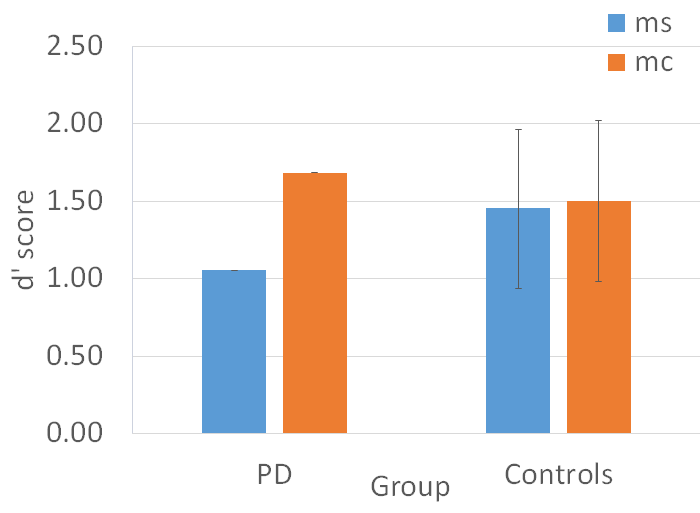 ms
mc
2.50
2.00
1.50
1.00
0.50
0.00
d' score
PD
Controls
Group